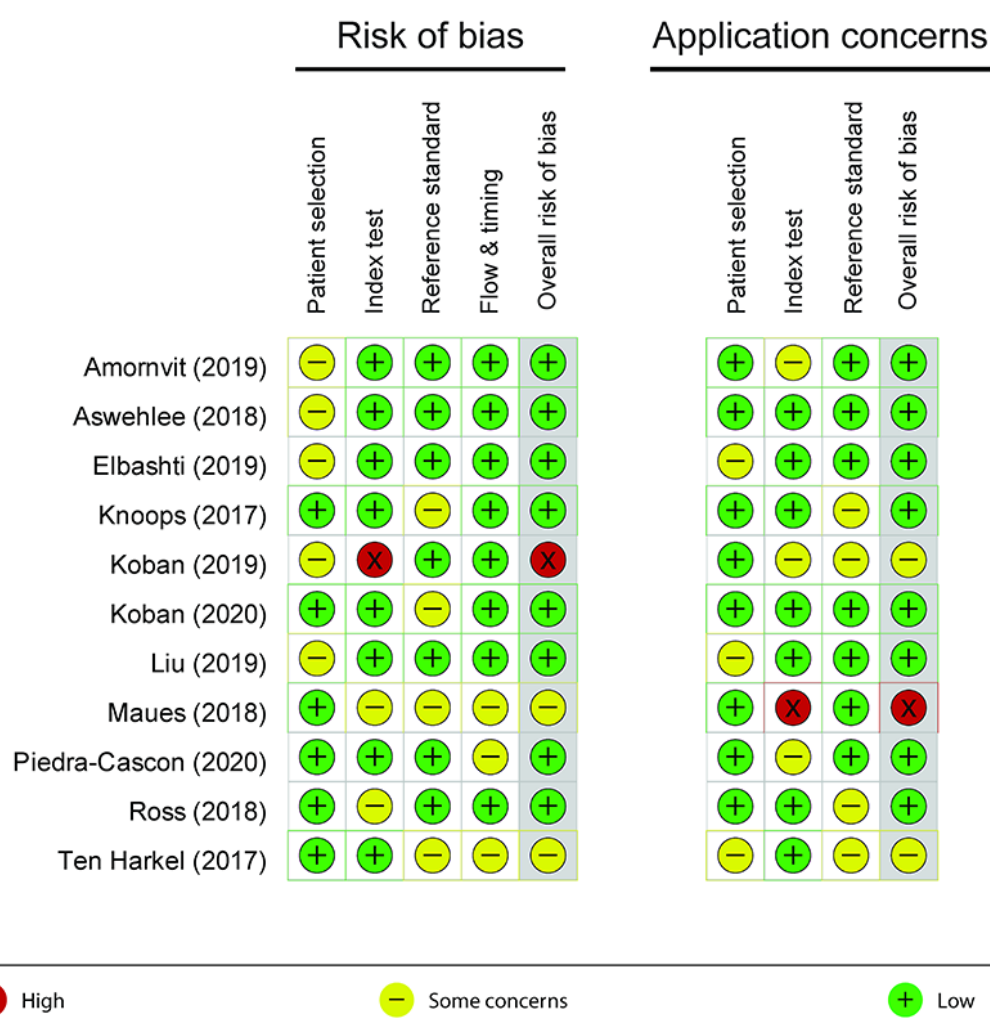 Risk of bias
Application concerns
Patient selection
Index test
Reference standard
Flow & timing
Overall risk of bias
Patient selection
Index test
Reference standard
Overall risk of bias
Amornvit (2019) − + + + + + − + +
Aswehlee (2018) − + + + + + + + +
Elbashti (2019) − + + + + − + + +
Knoops (2017) + + − + + + + − +
Koban (2019) − X + + X + − − −
Koban (2020) + + − + + + + + +
Liu (2019) − + + + + − + + +
Maues (2018) + − − − − + X + X
Piedra-Cascon (2020) + + + − + + − + +
Ross (2018) + − + + + + + − +
Ten Harkel (2017) + + − − − − + − −
High − Some concerns + Low